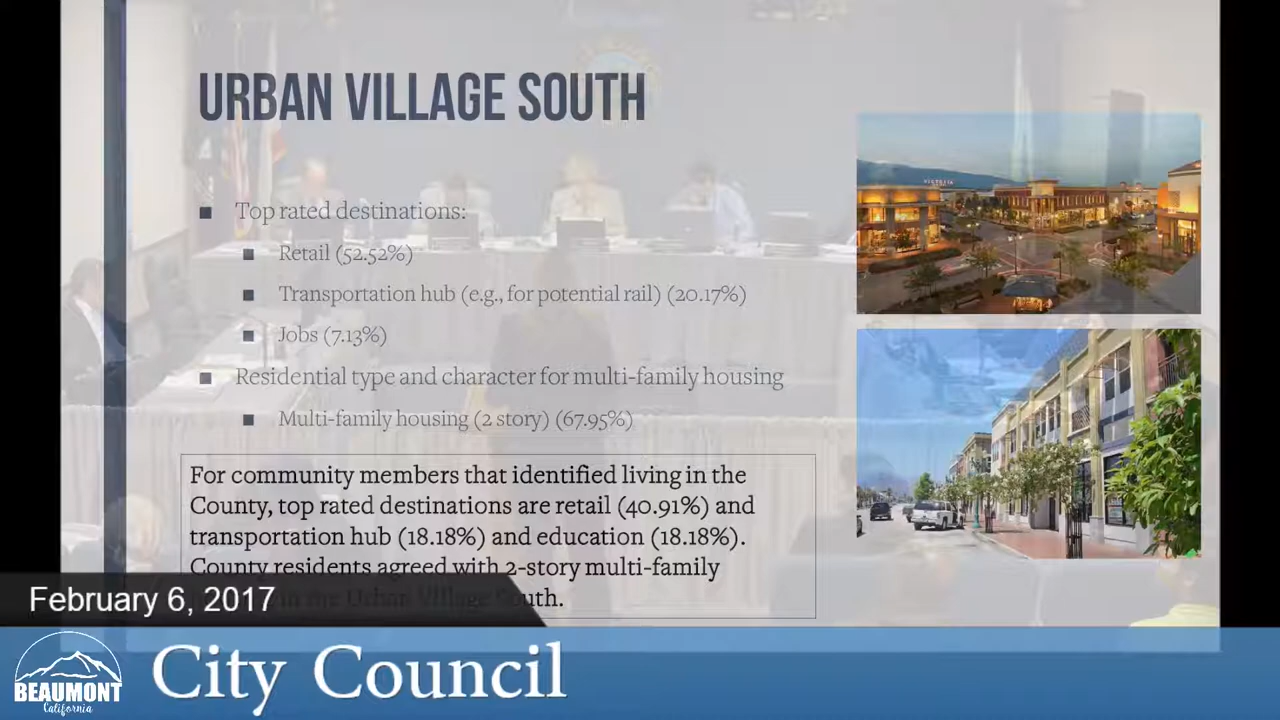 URBAN VILLAGE SOUTH
Top rated destinations:
Retail (52.52%)
Transportation hub (e.g., for potential rail) (20.17%)
Jobs (7.13%)
Residential type and character for multi-family housing
Multi-family housing (2 story) (67.95%)
For community members that identified living in the
County, top rated destinations are retail (40.91%) and
transportation hub (18.18%) and education (18.18%).
County residents agreed with 2-story multi-family
in the Urban Village South.
February 6, 2017
City Council
BEAUMONT
California